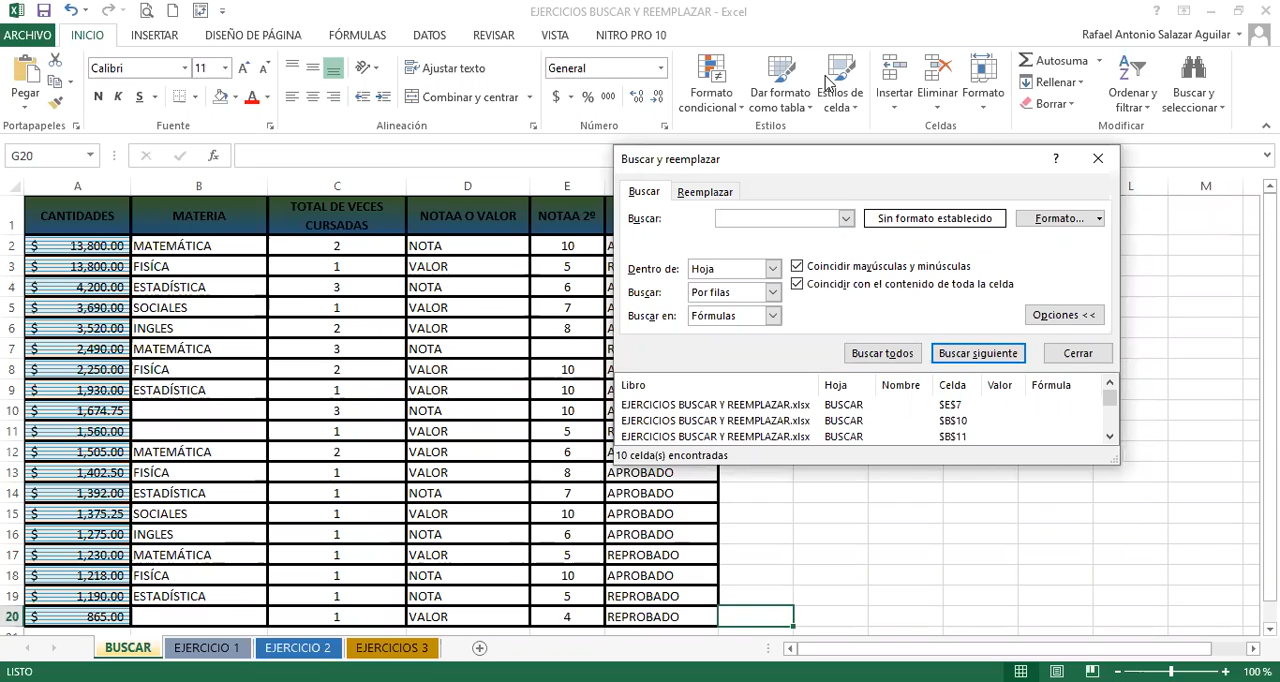 EJERCICIOS BUSCAR Y REEMPLAZAR - Excel
ARCHIVO INICIO INSERTAR DISEÑO DE PÁGINA FÓRMULAS DATOS REVISAR VISTA NITRO PRO 10 Rafael Antonio Salazar Aguilar
Pegar
Calibri 11
N K S
Ajustar texto
Combinar y centrar
General
$ % 000
Formato condicional
Dar formato como tabla
Estilos de celda
Insertar Eliminar Formato
Autosuma
Rellenar
Borrar
Ordenar y filtrar
Buscar y seleccionar
Portapapeles Fuente Alineación Número Estilos Celdas Modificar
G20 fx
Buscar y reemplazar ?
Buscar Reemplazar
Buscar: Sin formato establecido Formato...
Dentro de: Hoja Coincidir mayúsculas y minúsculas
Buscar: Por filas Coincidir con el contenido de toda la celda
Buscar en: Fórmulas Opciones <<
Buscar todos Buscar siguiente Cerrar
Libro Hoja Nombre Celda Valor Fórmula
EJERCICIOS BUSCAR Y REEMPLAZAR.xlsx BUSCAR $E$7
EJERCICIOS BUSCAR Y REEMPLAZAR.xlsx BUSCAR $B$10
EJERCICIOS BUSCAR Y REEMPLAZAR.xlsx BUSCAR $B$11
10 celda(s) encontradas
A B C D E L M
1 CANTIDADES MATERIA TOTAL DE VECES CURSADAS NOTAA O VALOR NOTAA 2º
2 $ 13,800.00 MATEMÁTICA 2 NOTA 10 A
3 $ 13,800.00 FISÍCA 1 VALOR 5 R
4 $ 4,200.00 ESTADÍSTICA 3 NOTA 6 A
5 $ 3,690.00 SOCIALES 1 VALOR 7 A
6 $ 3,520.00 INGLES 2 VALOR 8 A
7 $ 2,490.00 MATEMÁTICA 3 NOTA R
8 $ 2,250.00 FISÍCA 2 VALOR 10 A
9 $ 1,930.00 ESTADÍSTICA 1 VALOR 10 A
10 $ 1,674.75 3 NOTA 10 A
11 $ 1,560.00 1 VALOR 5 R
12 $ 1,505.00 MATEMÁTICA 2 VALOR 6 A
13 $ 1,402.50 FISÍCA 1 VALOR 8 APROBADO
14 $ 1,392.00 ESTADÍSTICA 1 NOTA 7 APROBADO
15 $ 1,375.25 SOCIALES 1 VALOR 10 APROBADO
16 $ 1,275.00 INGLES 1 NOTA 6 APROBADO
17 $ 1,230.00 MATEMÁTICA 1 VALOR 5 REPROBADO
18 $ 1,218.00 FISÍCA 1 NOTA 10 APROBADO
19 $ 1,190.00 ESTADÍSTICA 1 NOTA 5 REPROBADO
20 $ 865.00 1 VALOR 4 REPROBADO
BUSCAR EJERCICIO 1 EJERCICIO 2 EJERCICIOS 3
LISTO 100 %